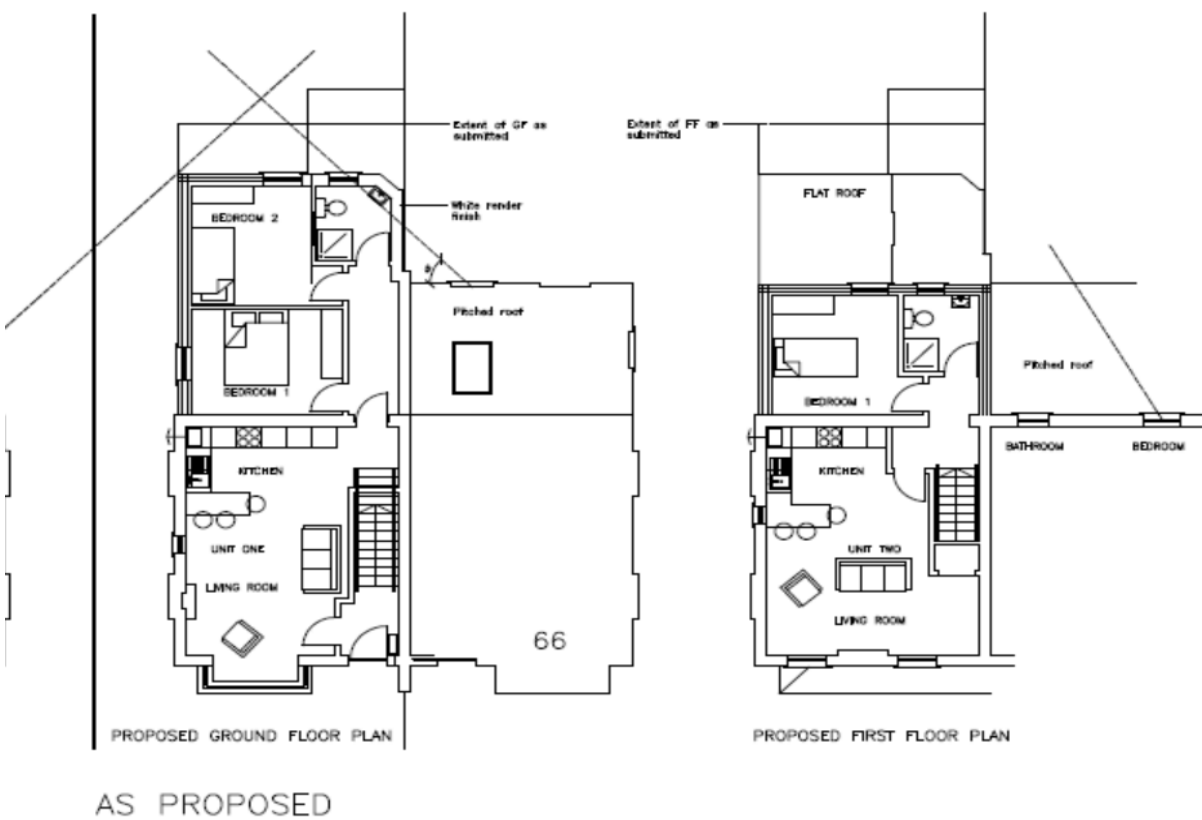 Extent of GF as
submitted
Extent of FF as
submitted
White render
finish
BEDROOM 2
FLAT ROOF
Pitched roof
BEDROOM 1
Pitched roof
BEDROOM 1
BATHROOM
BEDROOM
KITCHEN
KITCHEN
UNIT ONE
UNIT TWO
LIVING ROOM
LIVING ROOM
66
PROPOSED GROUND FLOOR PLAN
PROPOSED FIRST FLOOR PLAN
AS PROPOSED